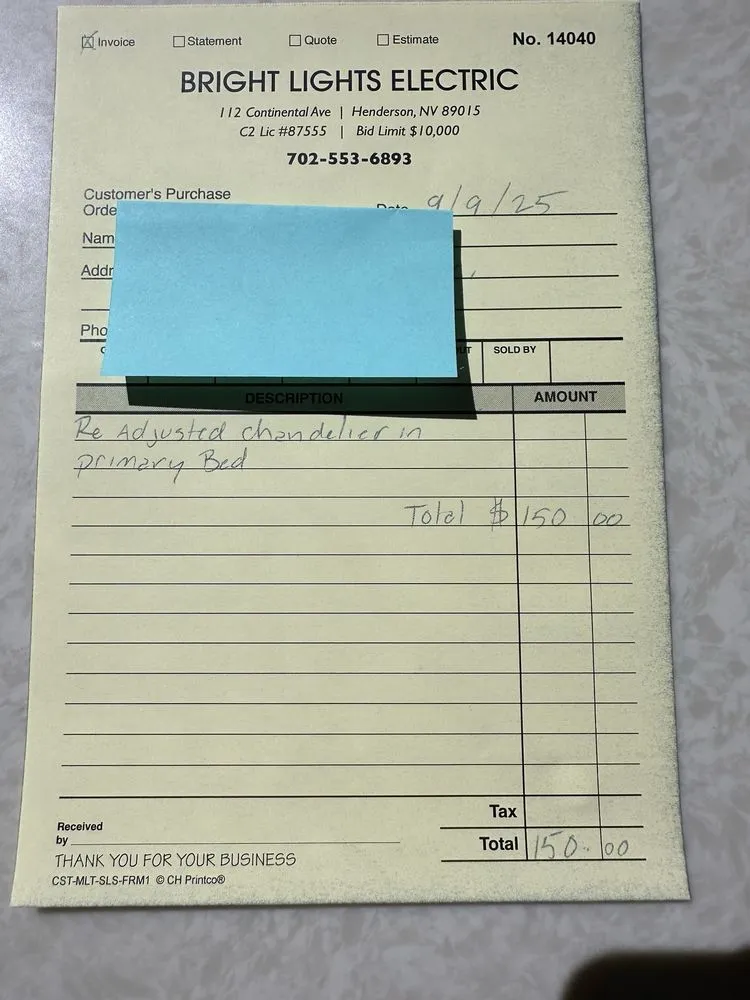 Invoice Statement Quote Estimate No. 14040
BRIGHT LIGHTS ELECTRIC
112 Continental Ave | Henderson, NV 89015
C2 Lic #87555 | Bid Limit $10,000
702-553-6893
Customer's Purchase
Orde Date 9/9/25
Nam
Addr
Pho
SOLD BY
DESCRIPTION AMOUNT
Re Adjusted chandelier in
primary Bed
Total $ 150 00
Tax
Received
by
Total 150.00
THANK YOU FOR YOUR BUSINESS
CST-MLT-SLS-FRM1 © CH Printco®